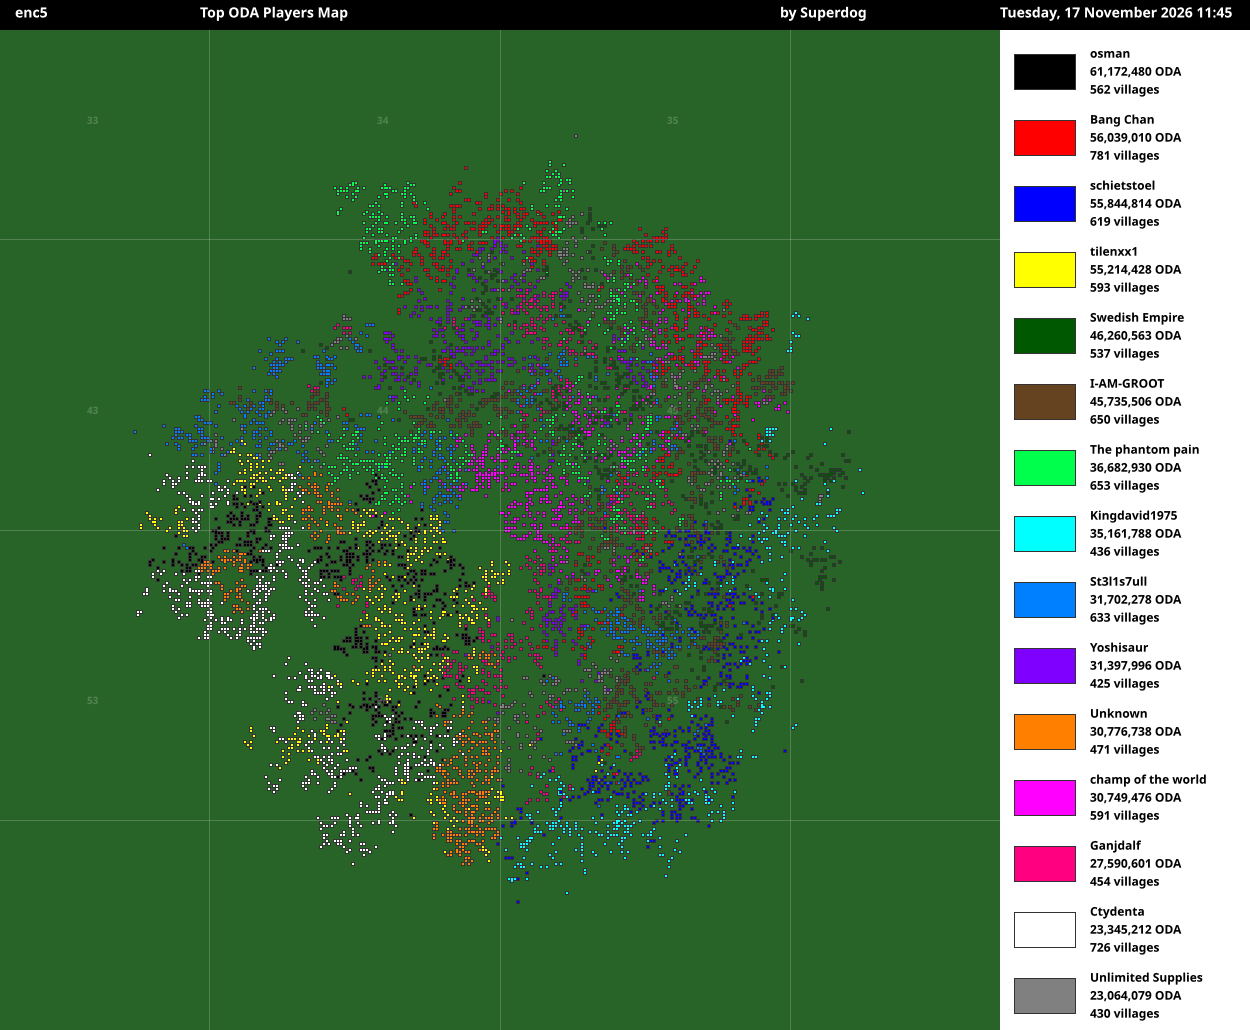 enc5 Top ODA Players Map by Superdog Tuesday, 17 November 2026 11:45
33 34 35
43 44 45
53 55
osman
61,172,480 ODA
562 villages
Bang Chan
56,039,010 ODA
781 villages
schietstoel
55,844,814 ODA
619 villages
tilenxx1
55,214,428 ODA
593 villages
Swedish Empire
46,260,563 ODA
537 villages
I-AM-GROOT
45,735,506 ODA
650 villages
The phantom pain
36,682,930 ODA
653 villages
Kingdavid1975
35,161,788 ODA
436 villages
St3l1s7ull
31,702,278 ODA
633 villages
Yoshisaur
31,397,996 ODA
425 villages
Unknown
30,776,738 ODA
471 villages
champ of the world
30,749,476 ODA
591 villages
Ganjdalf
27,590,601 ODA
454 villages
Ctydenta
23,345,212 ODA
726 villages
Unlimited Supplies
23,064,079 ODA
430 villages